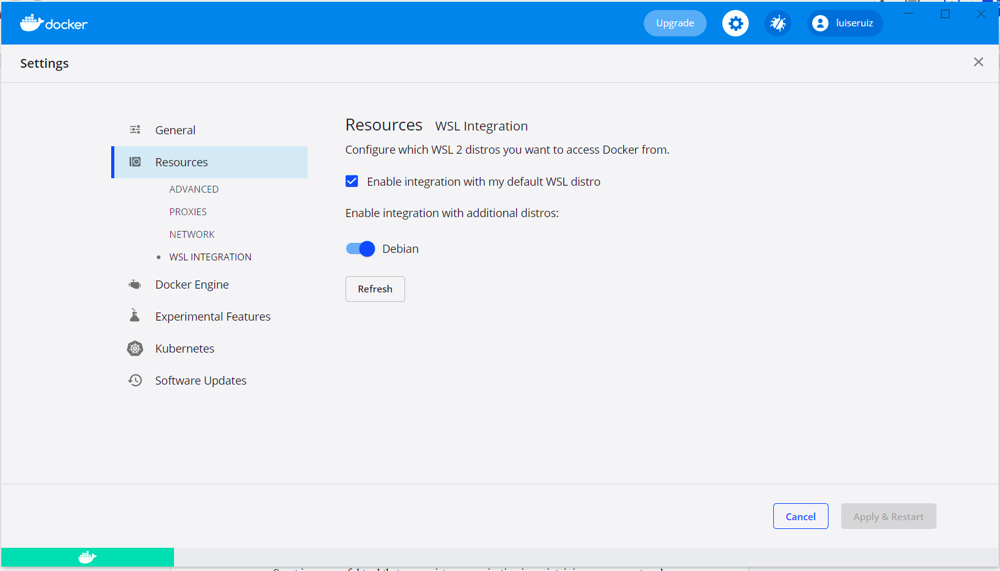 docker
Upgrade
luiseruiz
Settings
General
Resources
ADVANCED
PROXIES
NETWORK
WSL INTEGRATION
Docker Engine
Experimental Features
Kubernetes
Software Updates
Resources WSL Integration
Configure which WSL 2 distros you want to access Docker from.
Enable integration with my default WSL distro
Enable integration with additional distros:
Debian
Refresh
Cancel
Apply & Restart